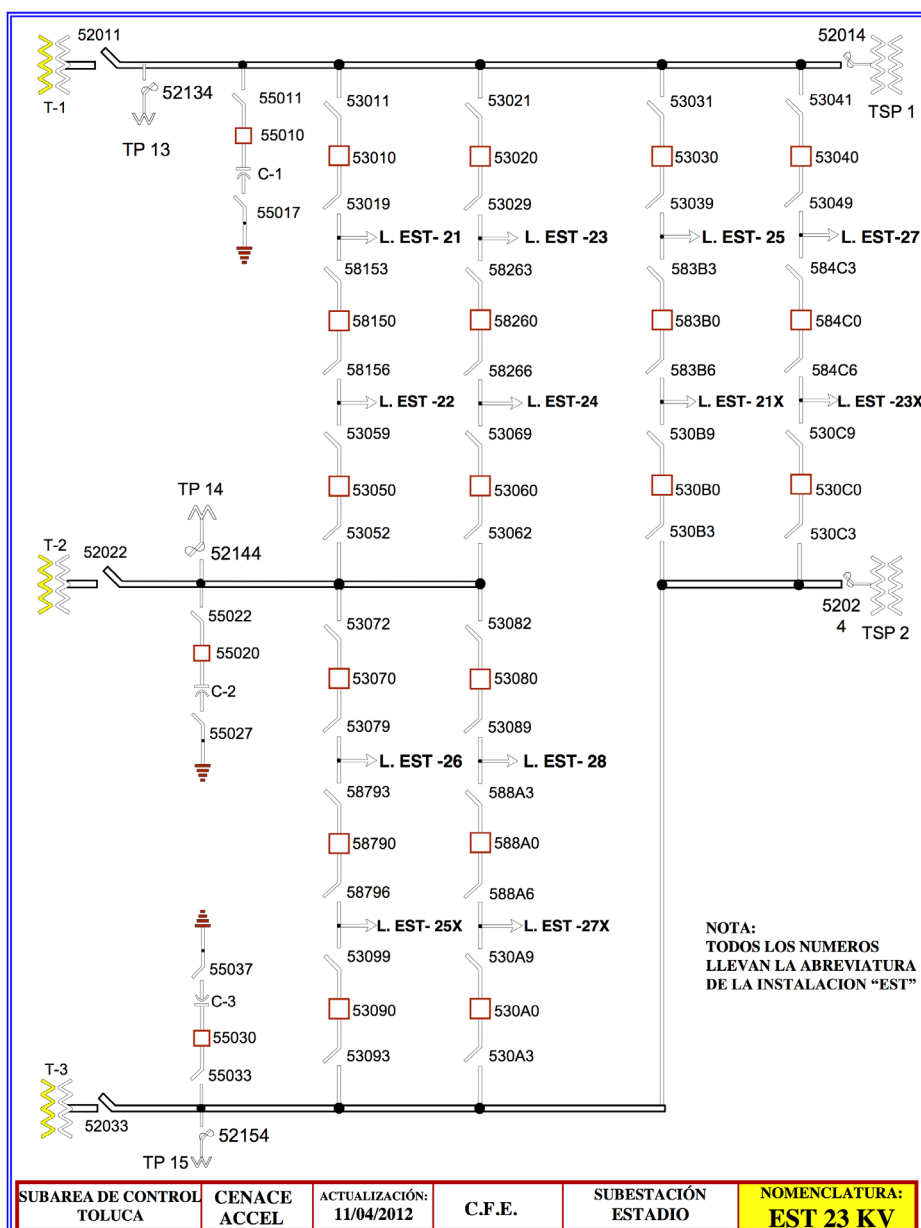 52011
52014
T-1
52134
TP 13
TSP 1
55011
53011
53021
53031
53041
55010
53010
53020
53030
53040
C-1
55017
53019
53029
53039
53049
L. EST- 21
L. EST -23
L. EST- 25
L. EST-27
58153
58263
583B3
584C3
58150
58260
583B0
584C0
58156
58266
583B6
584C6
L. EST -22
L. EST-24
L. EST- 21X
L. EST -23X
53059
53069
530B9
530C9
TP 14
53050
53060
530B0
530C0
53052
53062
530B3
530C3
T-2
52022
52144
5202
4
TSP 2
55022
53072
53082
55020
53070
53080
C-2
55027
53079
53089
L. EST -26
L. EST- 28
58793
588A3
58790
588A0
58796
588A6
L. EST- 25X
L. EST -27X
NOTA:
TODOS LOS NUMEROS
LLEVAN LA ABREVIATURA
DE LA INSTALACION “EST”
55037
53099
530A9
C-3
55030
53090
530A0
55033
53093
530A3
T-3
52033
52154
TP 15
SUBAREA DE CONTROL
TOLUCA
CENACE
ACCEL
ACTUALIZACIÓN:
11/04/2012
C.F.E.
SUBESTACIÓN
ESTADIO
NOMENCLATURA:
EST 23 KV